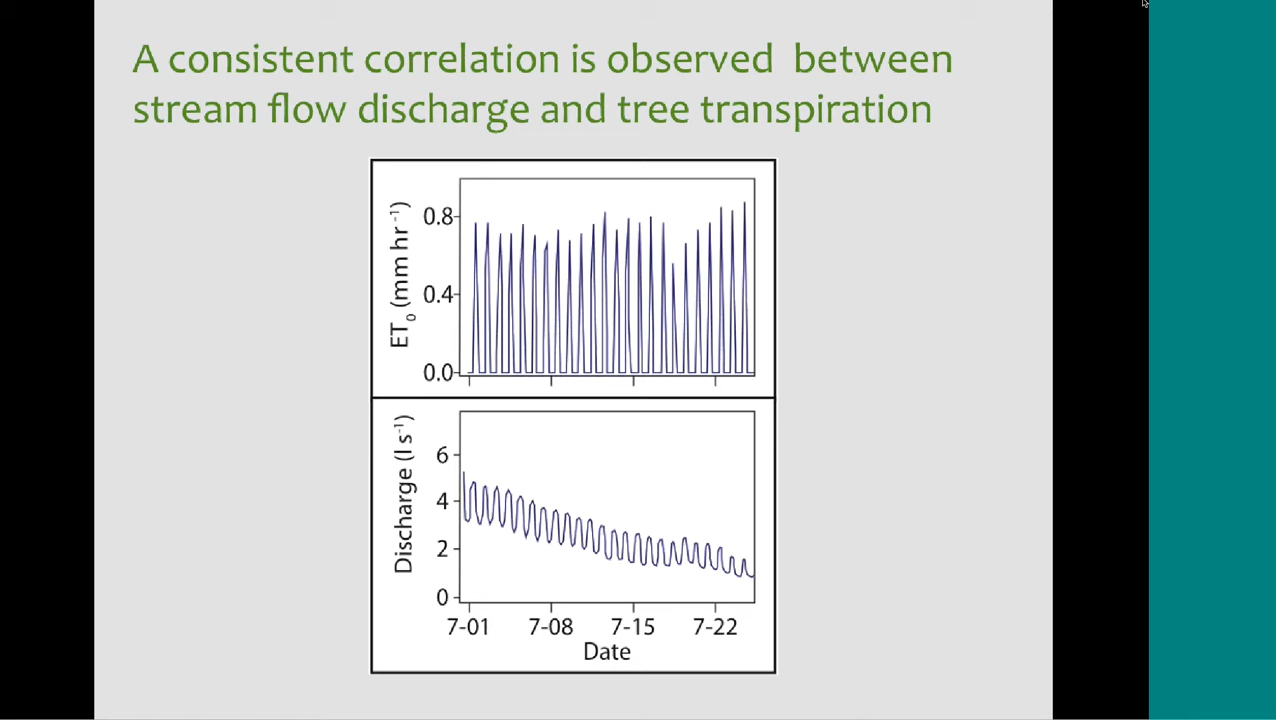 A consistent correlation is observed between
stream flow discharge and tree transpiration
ET₀ (mm hr⁻¹)
0.8
0.4
0.0
Discharge (l s⁻¹)
6
4
2
0
7-01 7-08 7-15 7-22
Date